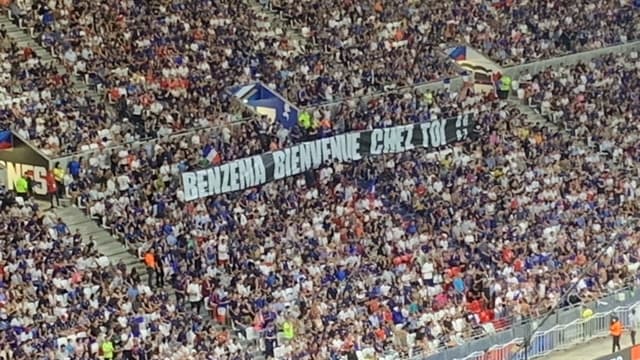 BENZEMA BIENVENUE CHEZ TOI !!